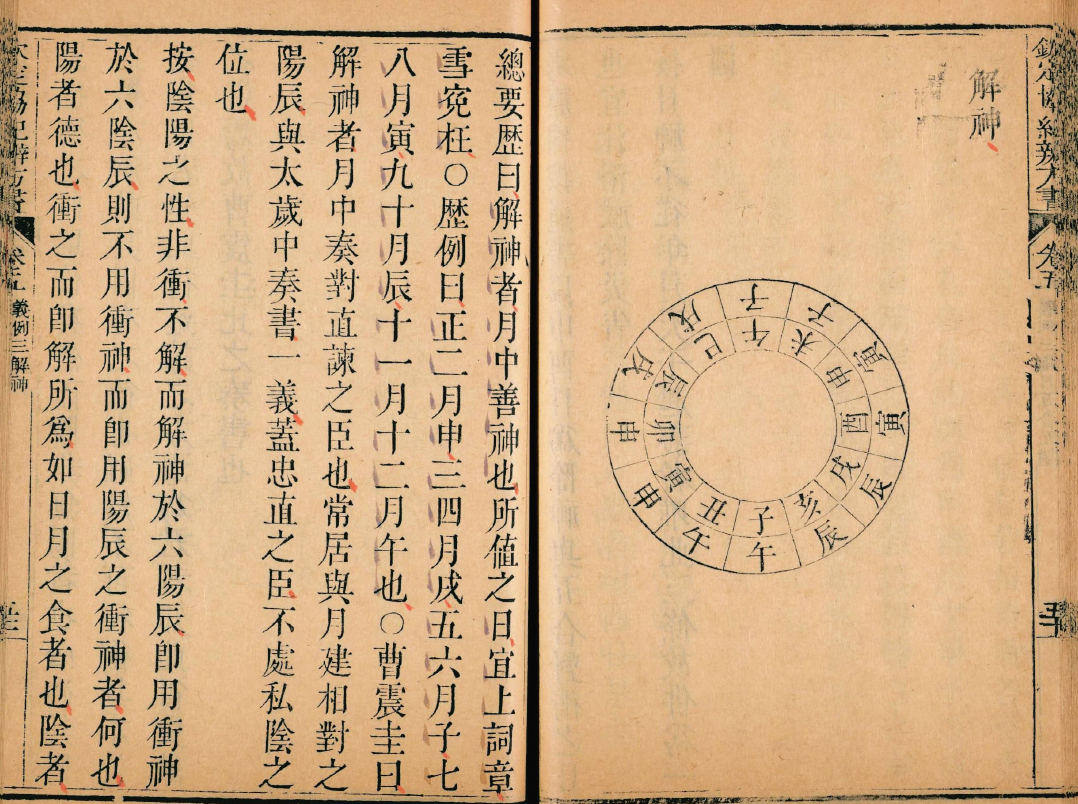 欽定協紀辨方書
卷五
解神
子 丑 寅 卯 辰 巳 午 未 申 酉 戌 亥
午 午 申 申 戌 戌 子 子 寅 寅 辰 辰
總要歷曰解神者月中善神也所值之日宜上詞章
雪寃枉○歷例曰正二月申三四月戌五六月子七
八月寅九十月辰十一月十二月午也○曹震圭曰
解神者月中奏對直諫之臣也常居與月建相對之
陽辰與太歲中奏書一義蓋忠直之臣不處私陰之
位也
按陰陽之性非衝不解而解神於六陽辰卽用衝神
於六陰辰則不用衝神而卽用陽辰之衝神者何也
陽者德也衝之而卽解所爲如日月之食者也陰者
欽定協紀辨方書
卷五 義例三解神